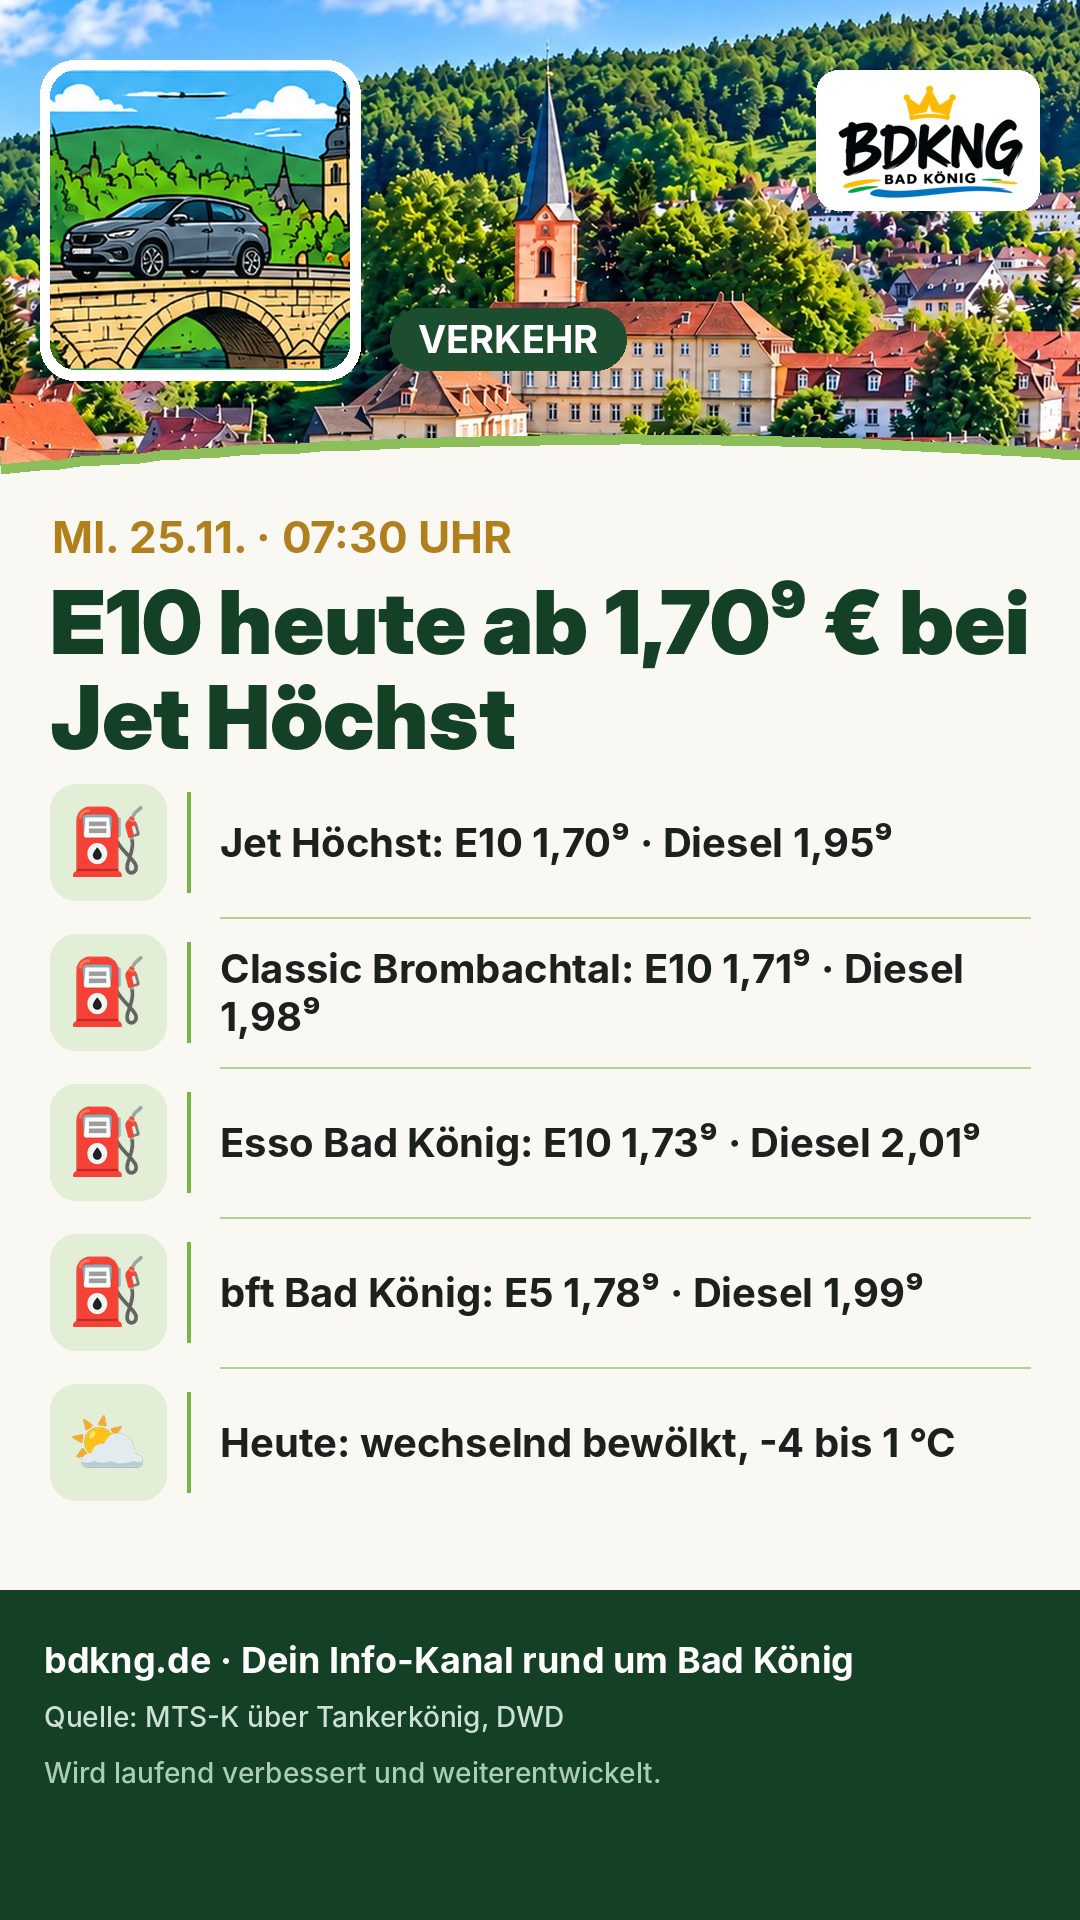 BDKNG
BAD KÖNIG
VERKEHR
MI. 25.11. · 07:30 UHR
E10 heute ab 1,70⁹ € bei
Jet Höchst
Jet Höchst: E10 1,70⁹ · Diesel 1,95⁹
Classic Brombachtal: E10 1,71⁹ · Diesel
1,98⁹
Esso Bad König: E10 1,73⁹ · Diesel 2,01⁹
bft Bad König: E5 1,78⁹ · Diesel 1,99⁹
Heute: wechselnd bewölkt, -4 bis 1 °C
bdkng.de · Dein Info-Kanal rund um Bad König
Quelle: MTS-K über Tankerkönig, DWD
Wird laufend verbessert und weiterentwickelt.